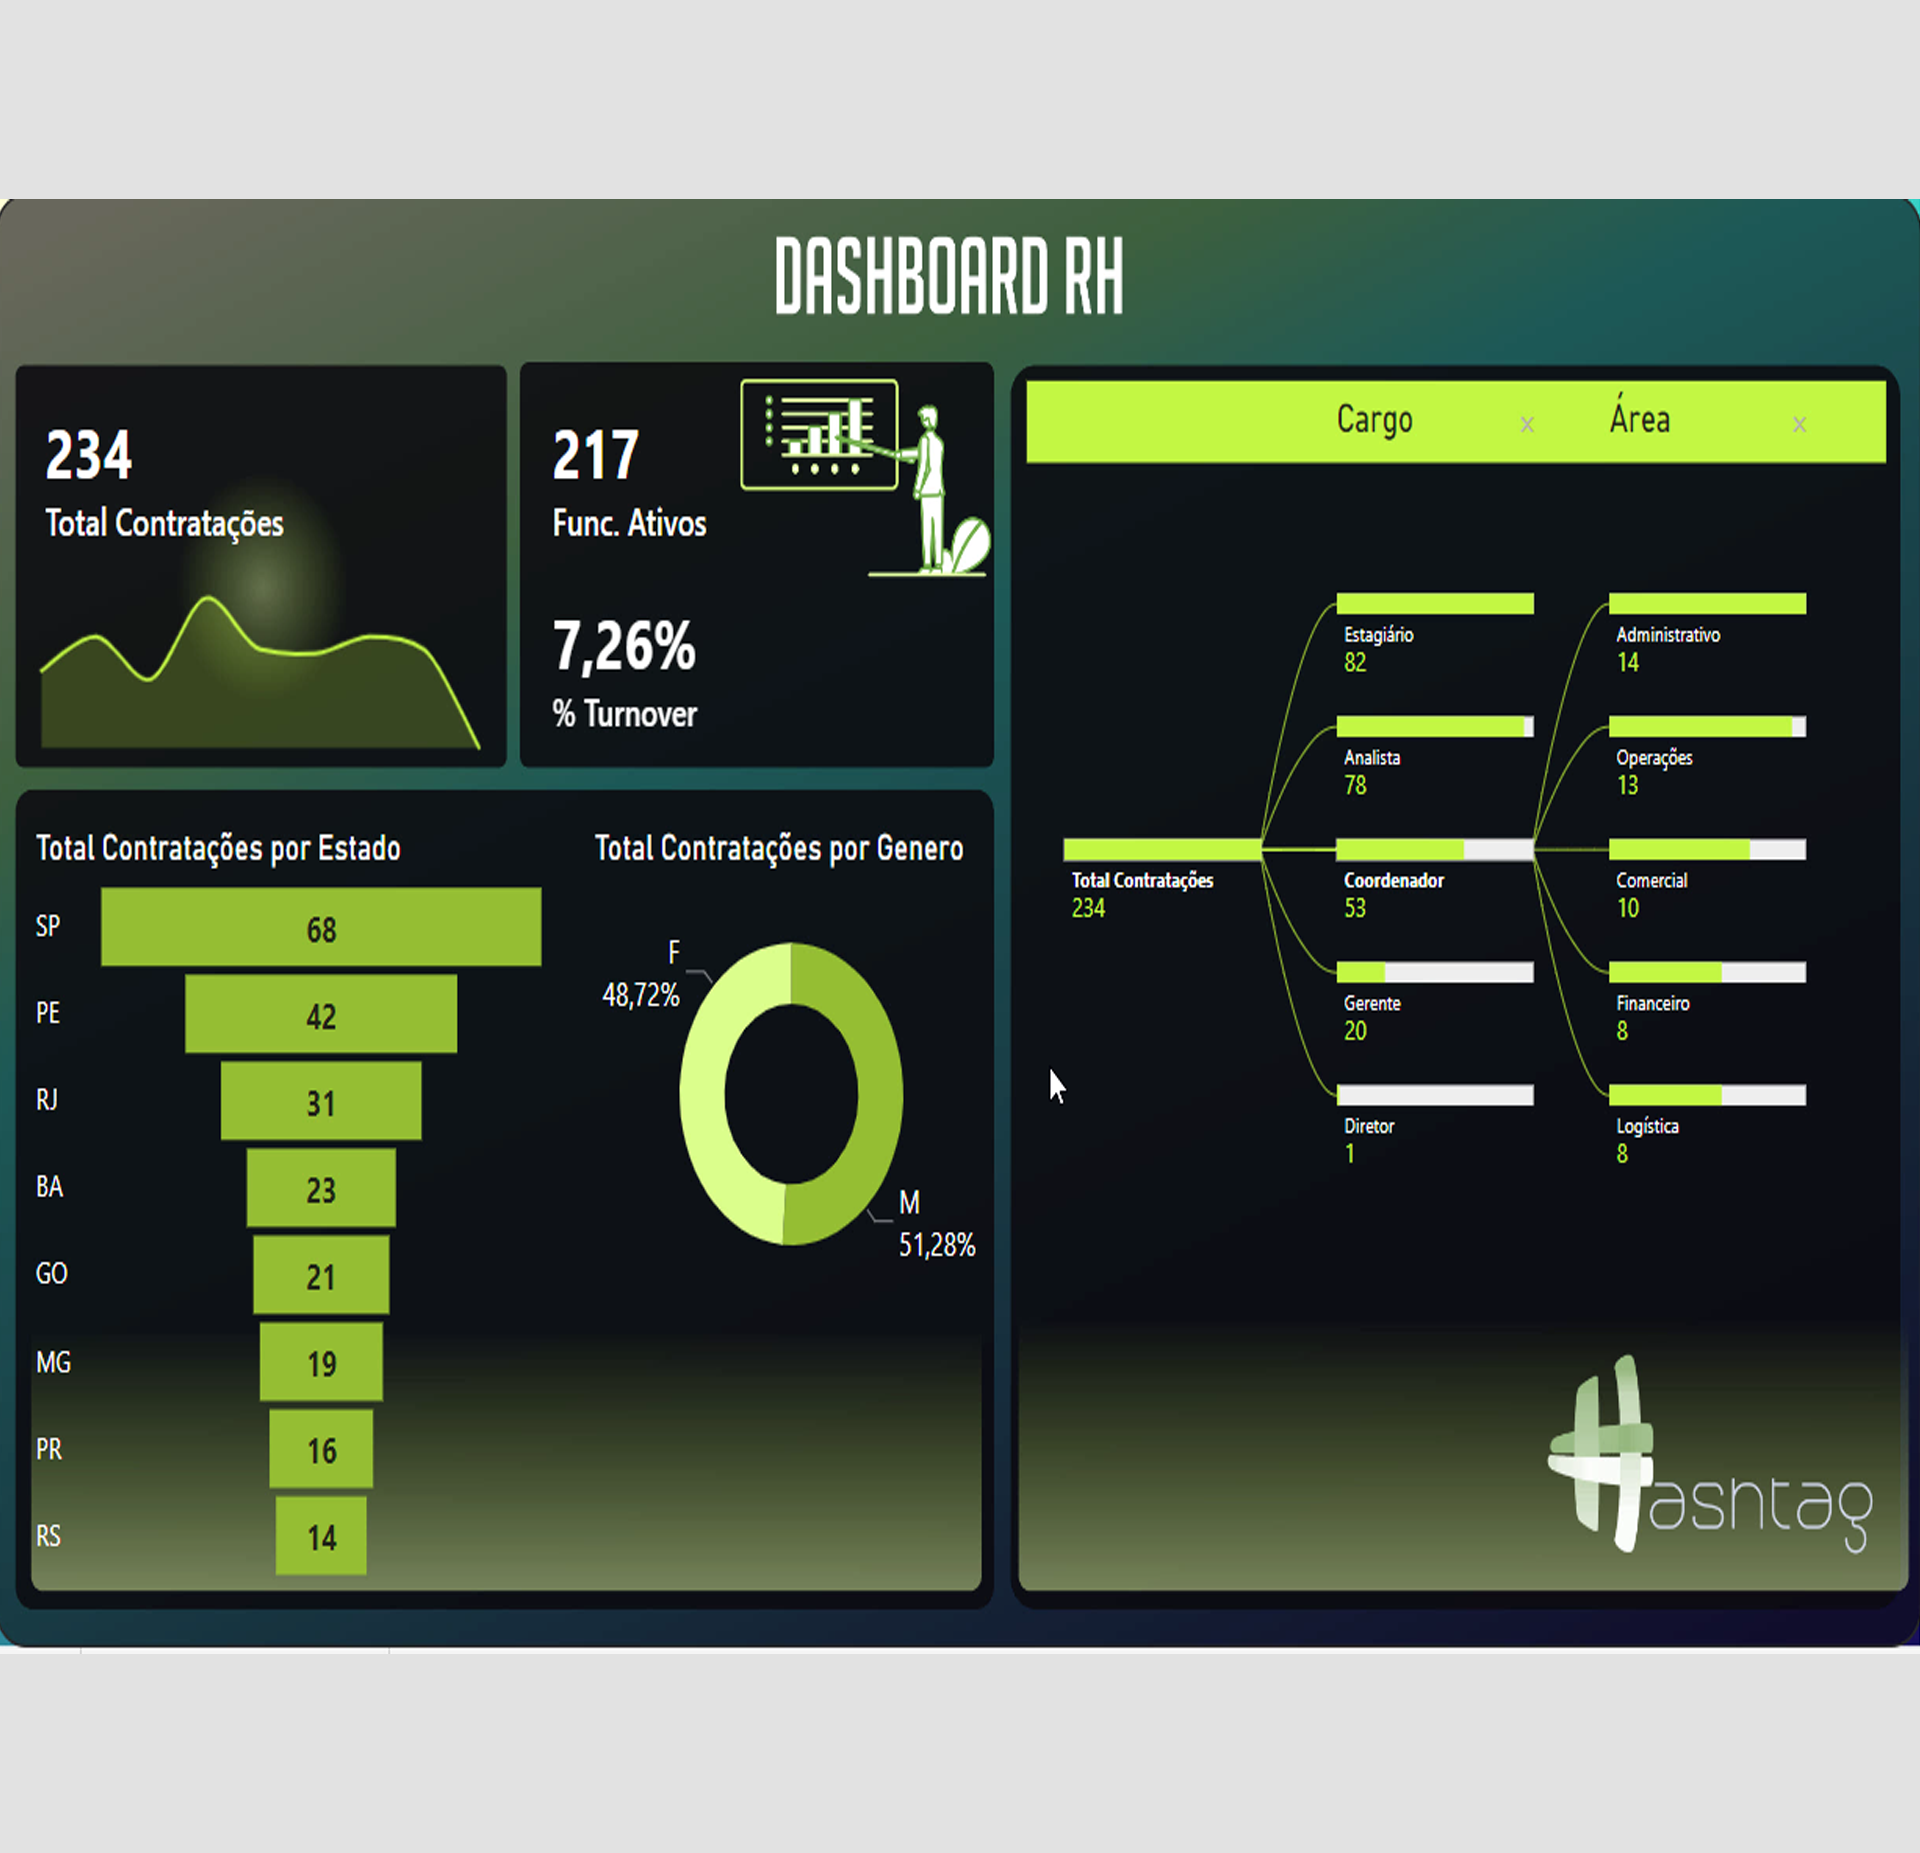 DASHBOARD RH
234
Total Contratações
217
Func. Ativos
7,26%
% Turnover
Total Contratações por Estado
SP 68
PE 42
RJ 31
BA 23
GO 21
MG 19
PR 16
RS 14
Total Contratações por Genero
F
48,72%
M
51,28%
Cargo × Área ×
Total Contratações
234
Estagiário
82
Analista
78
Coordenador
53
Gerente
20
Diretor
1
Administrativo
14
Operações
13
Comercial
10
Financeiro
8
Logística
8
Hashtag